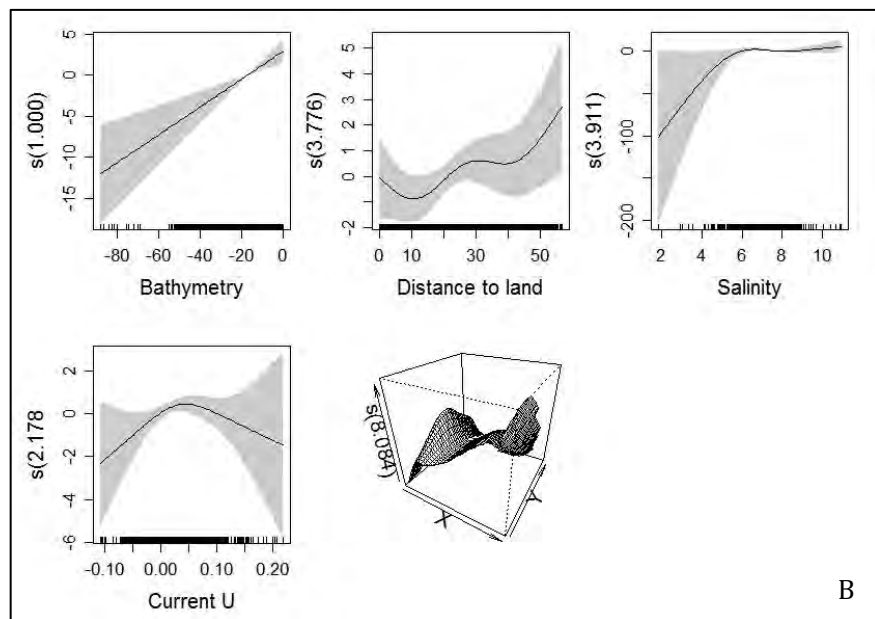 s(1.000)
5
0
-5
-10
-15
-80 -60 -40 -20 0
Bathymetry
s(3.776)
5
4
3
2
1
0
-2
0 10 30 50
Distance to land
s(3.911)
0
-100
-200
2 4 6 8 10
Salinity
s(2.178
2
0
-2
-4
-6
-0.10 0.00 0.10 0.20
Current U
s(8.084)
X
Y
B